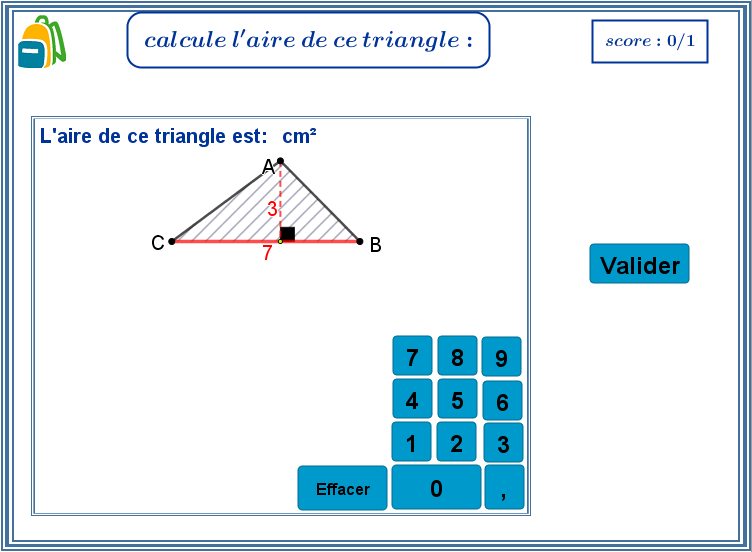 calcule l'aire de ce triangle :
score : 0/1
L'aire de ce triangle est: cm²
A
3
C
7
B
Valider
7 8 9
4 5 6
1 2 3
Effacer 0 ,